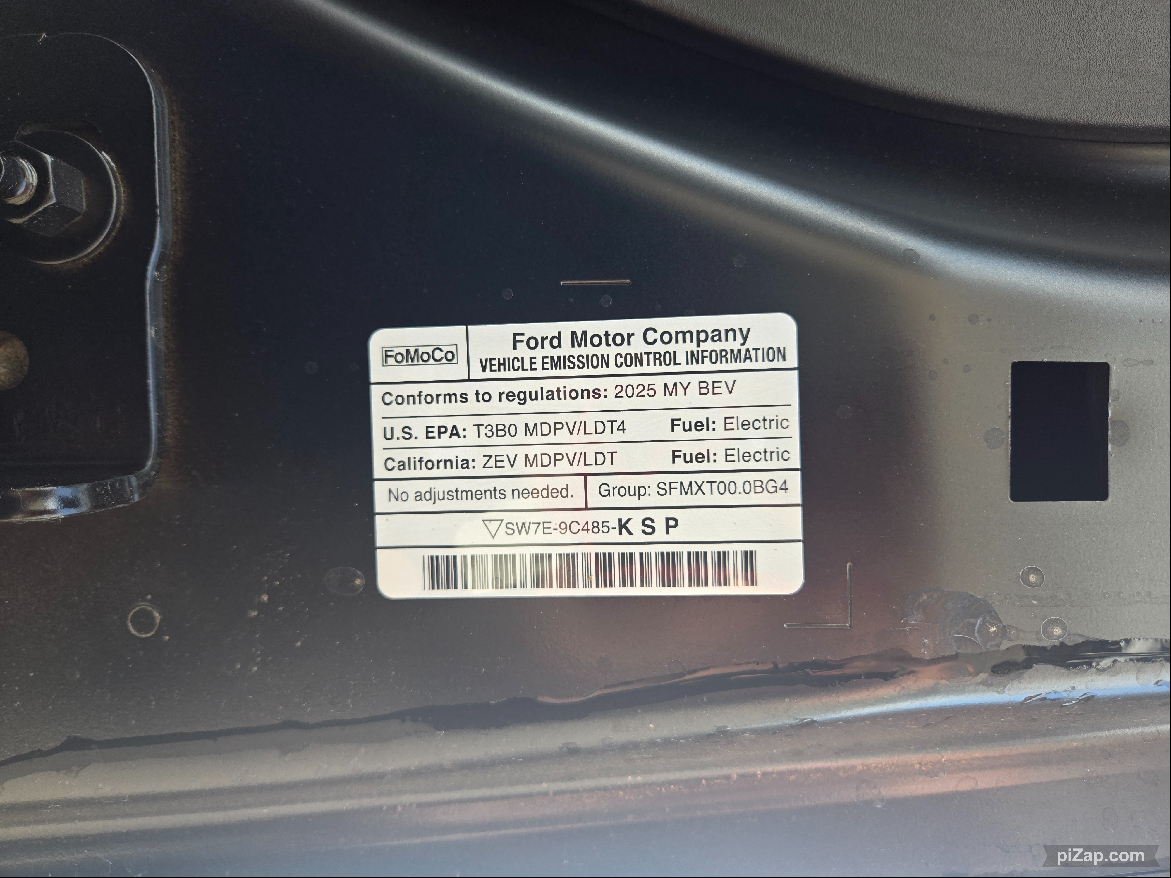 FoMoCo
Ford Motor Company
VEHICLE EMISSION CONTROL INFORMATION
Conforms to regulations: 2025 MY BEV
U.S. EPA: T3B0 MDPV/LDT4 Fuel: Electric
California: ZEV MDPV/LDT Fuel: Electric
No adjustments needed. Group: SFMXT00.0BG4
▽SW7E-9C485-K S P
piZap.com